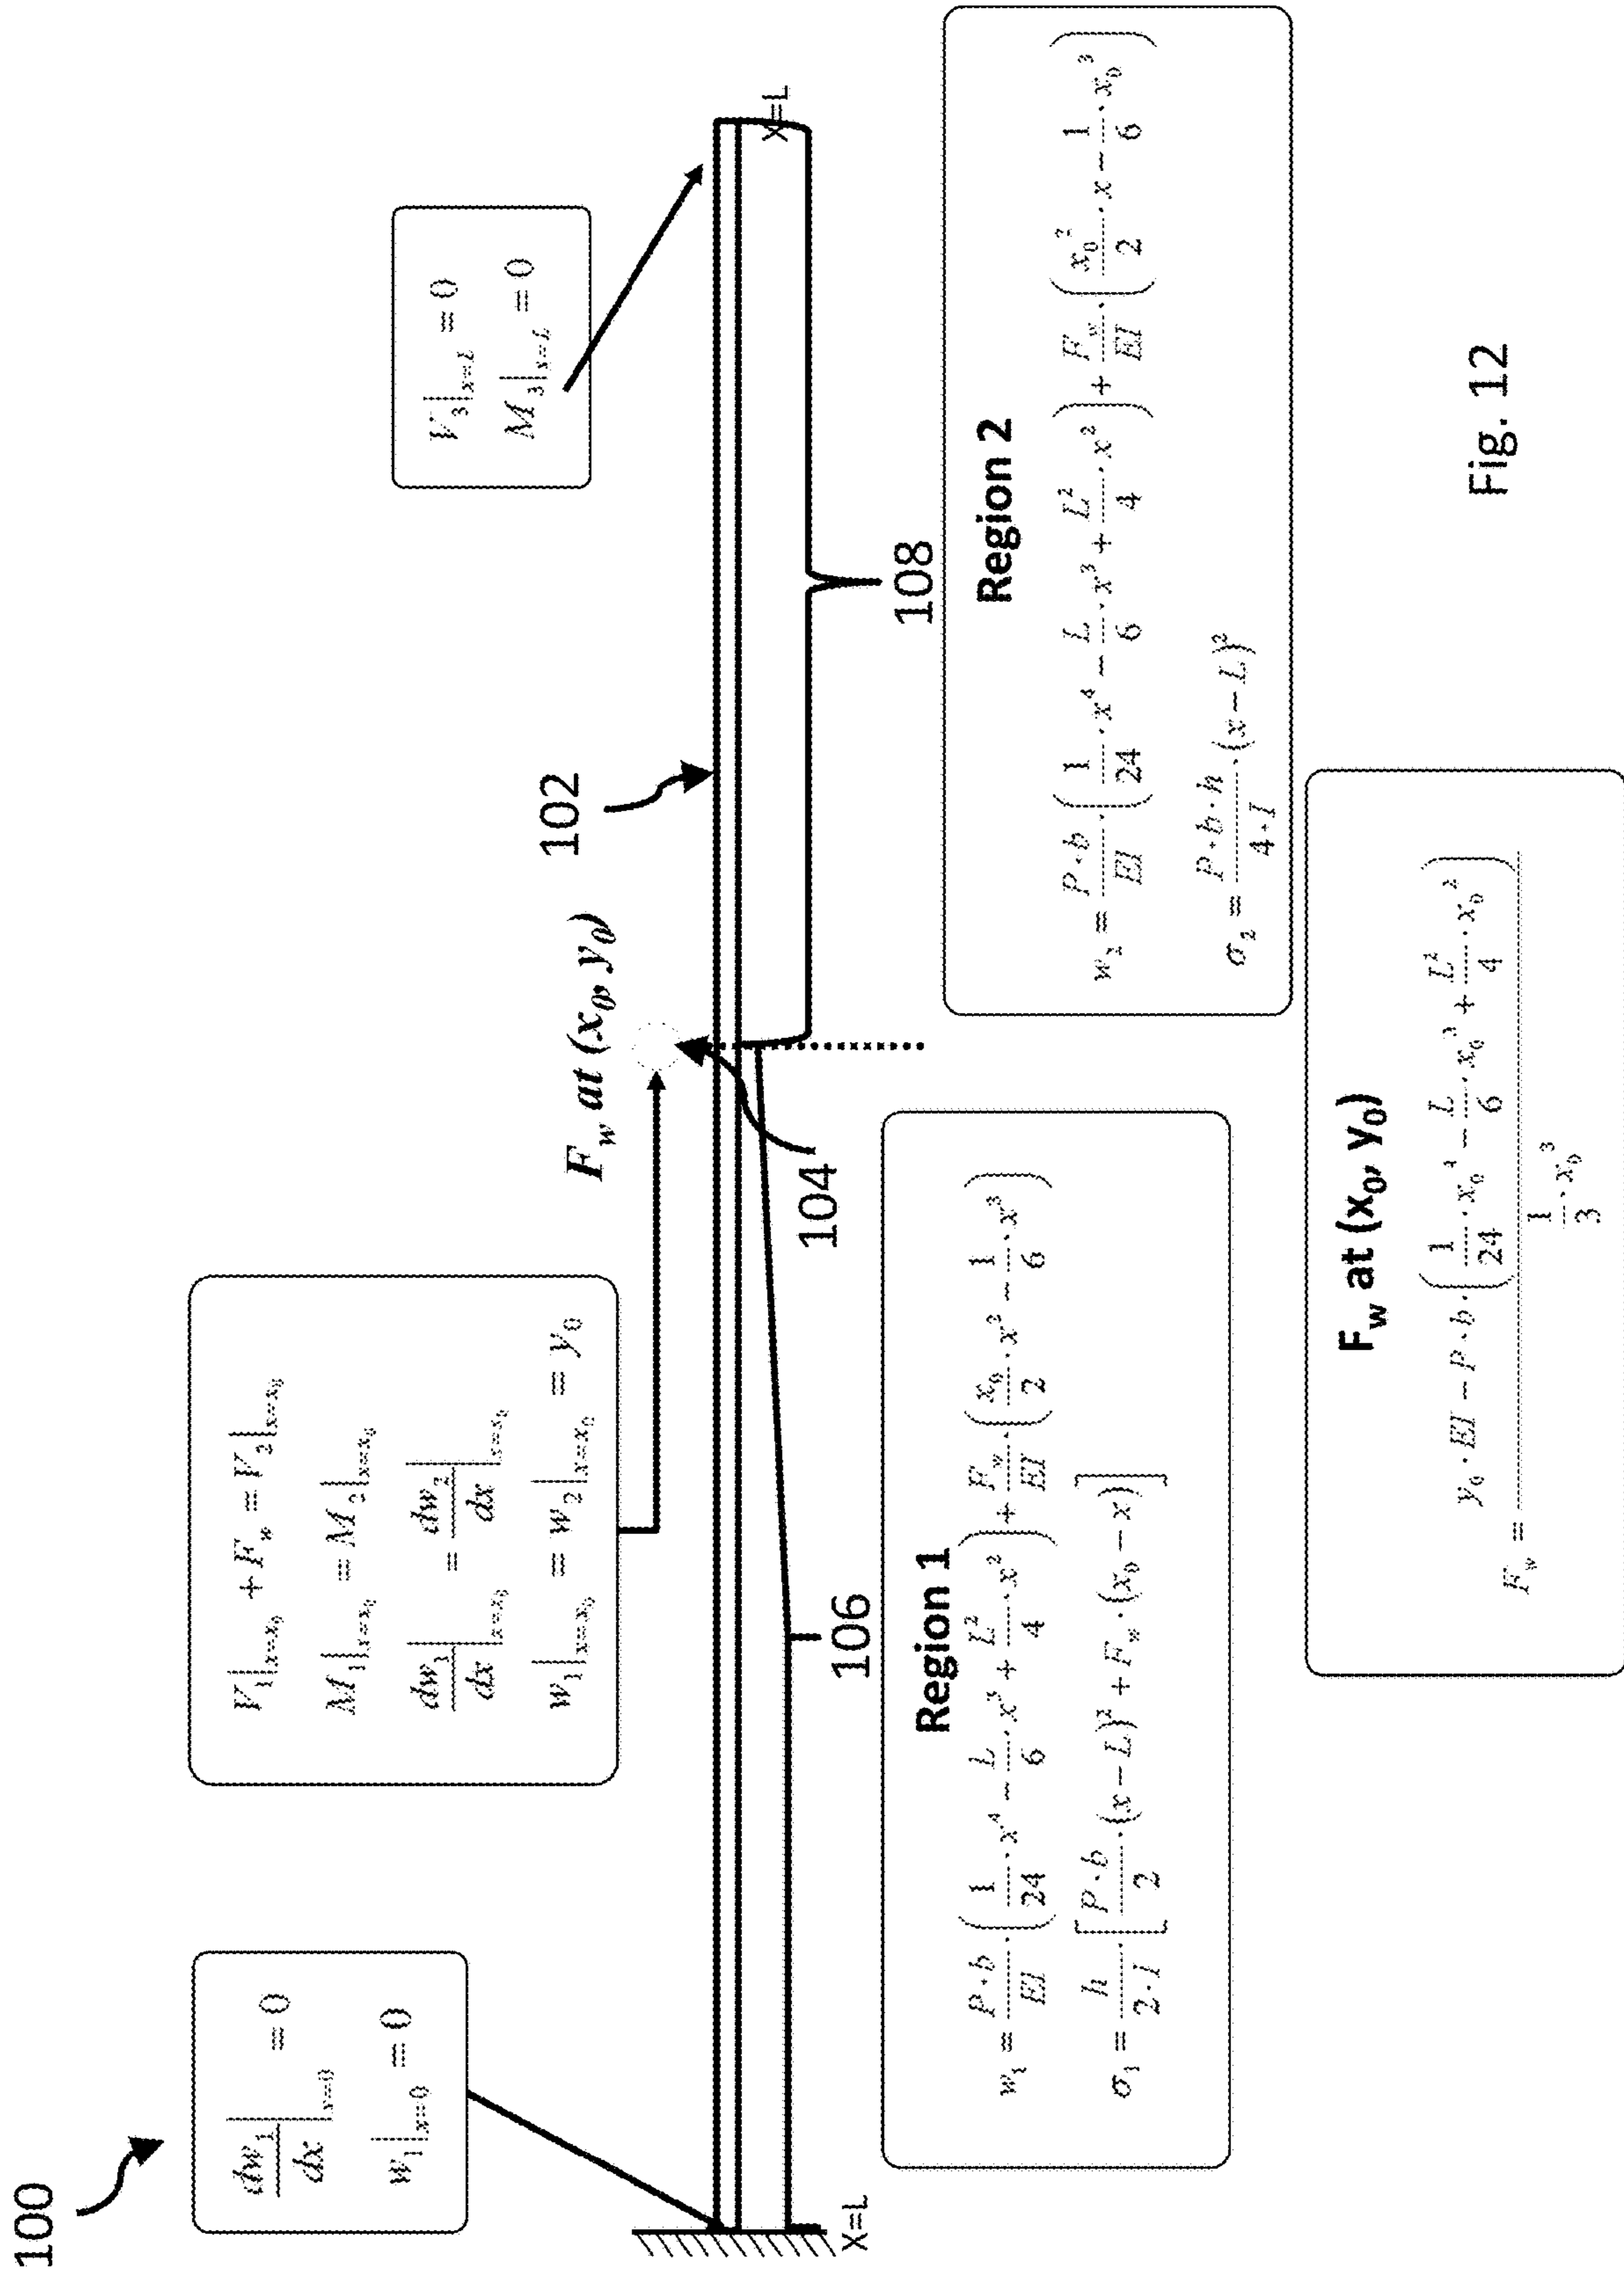 100
dw₁/dx|ₓ₌₀ = 0
w₁|ₓ₌₀ = 0
V₁|ₓ₌ₓ₀ + F_w = V₂|ₓ₌ₓ₀
M₁|ₓ₌ₓ₀ = M₂|ₓ₌ₓ₀
dw₁/dx|ₓ₌ₓ₀ = dw₂/dx|ₓ₌ₓ₀
w₁|ₓ₌ₓ₀ = w₂|ₓ₌ₓ₀ = y₀
V₃|ₓ₌L = 0
M₃|ₓ₌L = 0
F_w at (x₀, y₀)
102
104
X=L
X=L
106
108
Region 1
w₁ = P·b/EI · (1/24 · x⁴ − L/6 · x³ + L²/4 · x²) + F_w/EI · (x₀/2 · x² − 1/6 · x³)
σ₁ = h/(2·I) · [P·b/2 · (x − L)² + F_w · (x₀ − x)]
Region 2
w₂ = P·b/EI · (1/24 · x⁴ − L/6 · x³ + L²/4 · x²) + F_w/EI · (x₀²/2 · x − 1/6 · x₀³)
σ₂ = P·b·h/(4·I) · (x − L)²
F_w at (x₀, y₀)
F_w = (y₀ · EI − P·b · (1/24 · x₀⁴ − L/6 · x₀³ + L²/4 · x₀²)) / (1/3 · x₀³)
Fig. 12